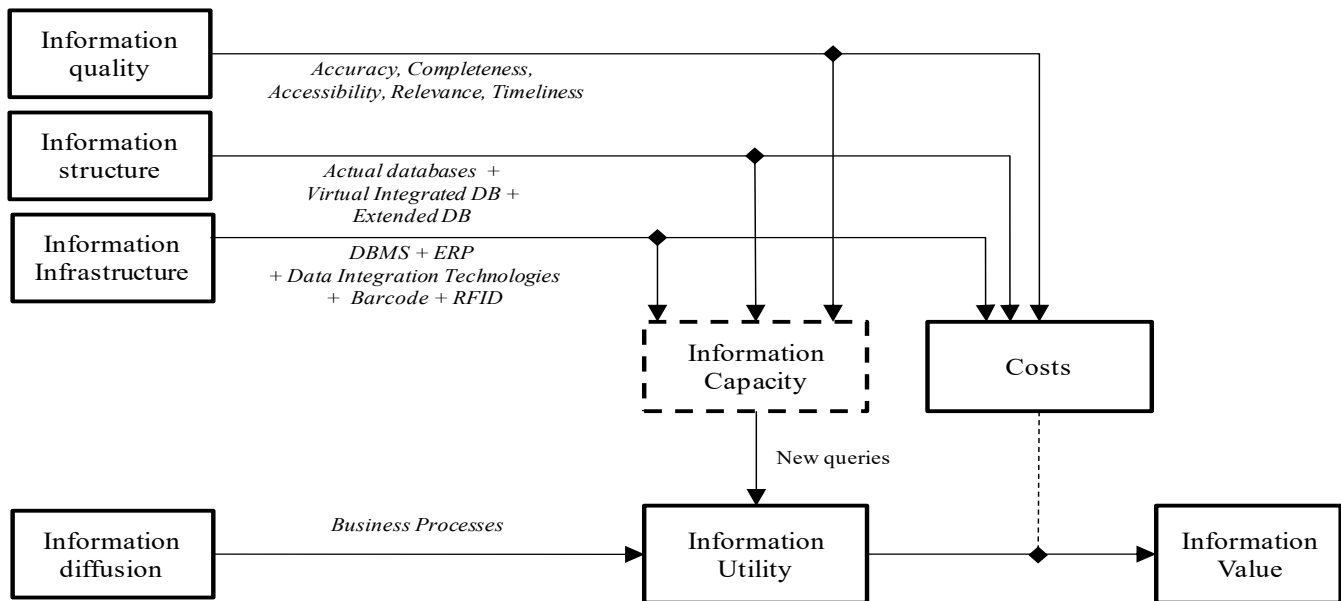 Information
quality
Accuracy, Completeness,
Accessibility, Relevance, Timeliness
Information
structure
Actual databases +
Virtual Integrated DB +
Extended DB
Information
Infrastructure
DBMS + ERP
+ Data Integration Technologies
+ Barcode + RFID
Information
Capacity
Costs
New queries
Information
diffusion
Business Processes
Information
Utility
Information
Value